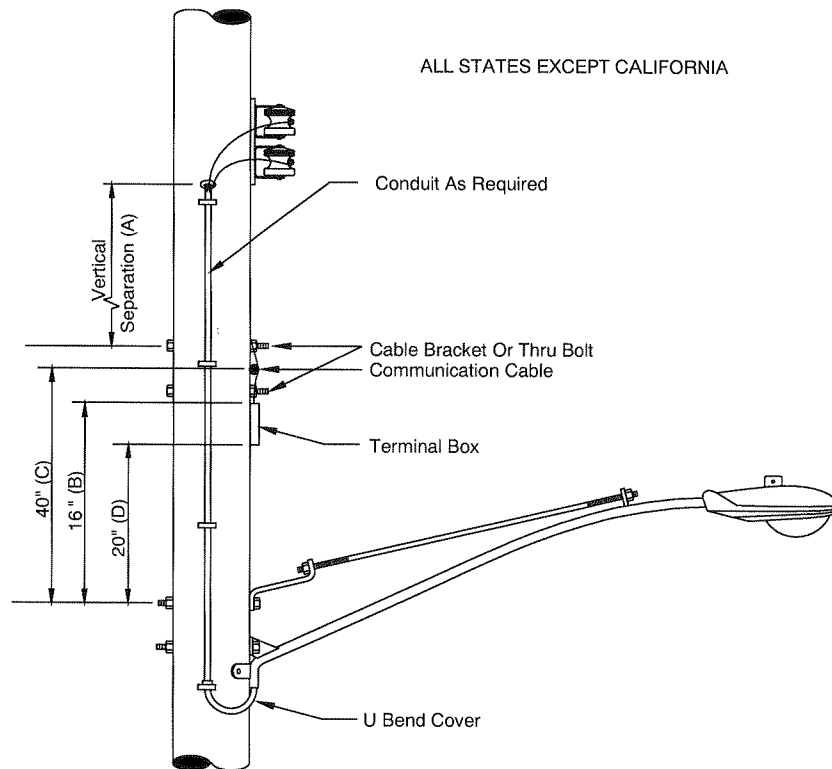 ALL STATES EXCEPT CALIFORNIA
Conduit As Required
Vertical
Separation (A)
Cable Bracket Or Thru Bolt
Communication Cable
Terminal Box
40" (C)
16" (B)
20" (D)
U Bend Cover